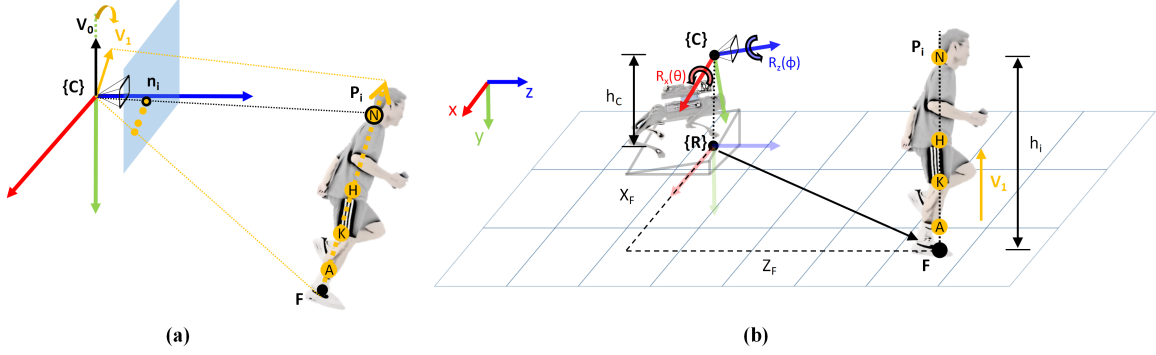 V₀
V₁
{C}
nᵢ
Pᵢ
N
H
K
A
F
(a)
x
y
z
{C}
Rₓ(θ)
R_z(ϕ)
h_C
{R}
X_F
Z_F
Pᵢ
N
H
K
A
F
V₁
hᵢ
(b)